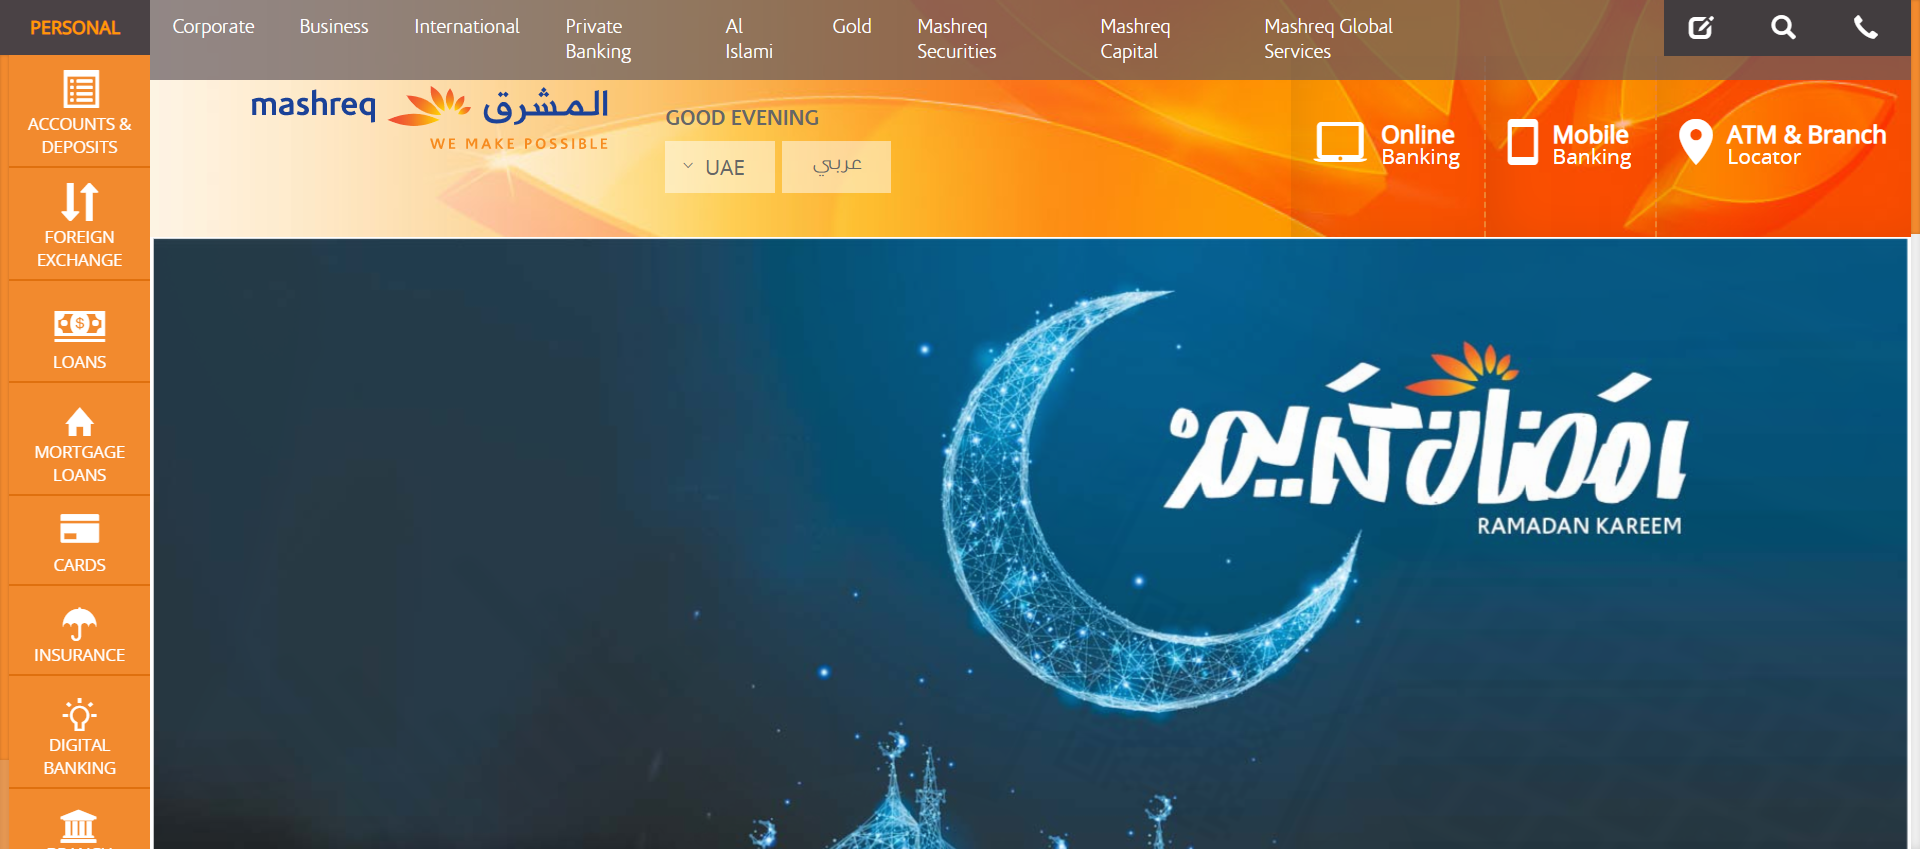 PERSONAL
Corporate
Business
International
Private
Banking
Al
Islami
Gold
Mashreq
Securities
Mashreq
Capital
Mashreq Global
Services
mashreq المشرق
WE MAKE POSSIBLE
GOOD EVENING
UAE
عربي
Online
Banking
Mobile
Banking
ATM & Branch
Locator
ACCOUNTS &
DEPOSITS
FOREIGN
EXCHANGE
LOANS
MORTGAGE
LOANS
CARDS
INSURANCE
DIGITAL
BANKING
رمضان كريم
RAMADAN KAREEM